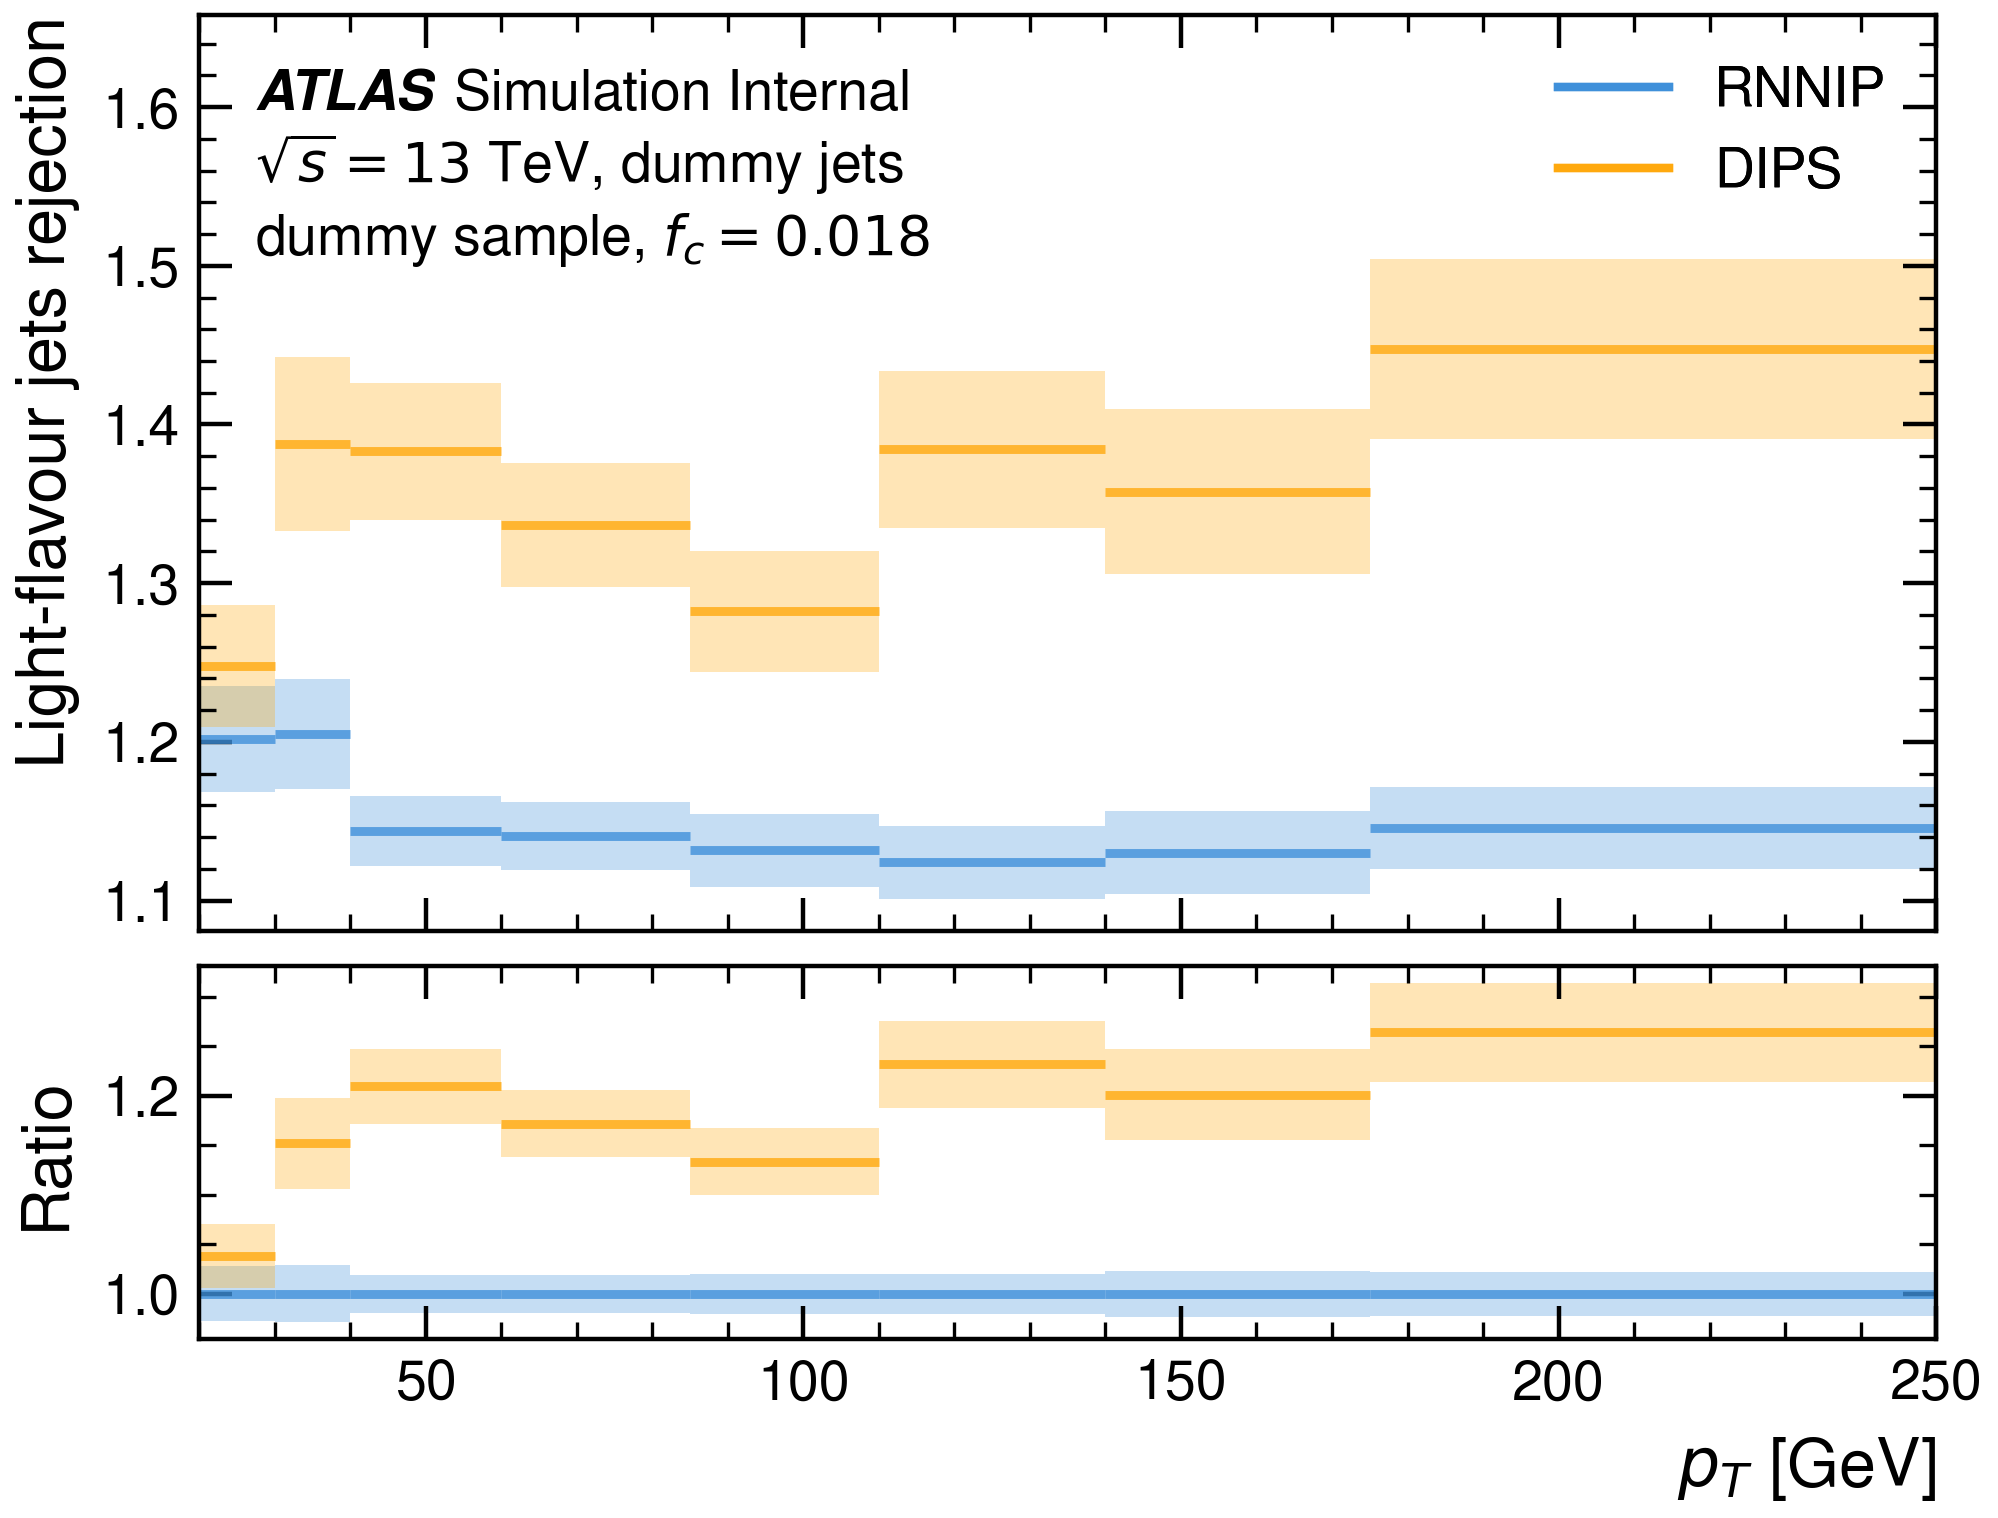 Light-flavour jets rejection
ATLAS Simulation Internal
√s = 13 TeV, dummy jets
dummy sample, f_c = 0.018
RNNIP
DIPS
1.6
1.5
1.4
1.3
1.2
1.1
Ratio
1.2
1.0
50 100 150 200 250
p_T [GeV]